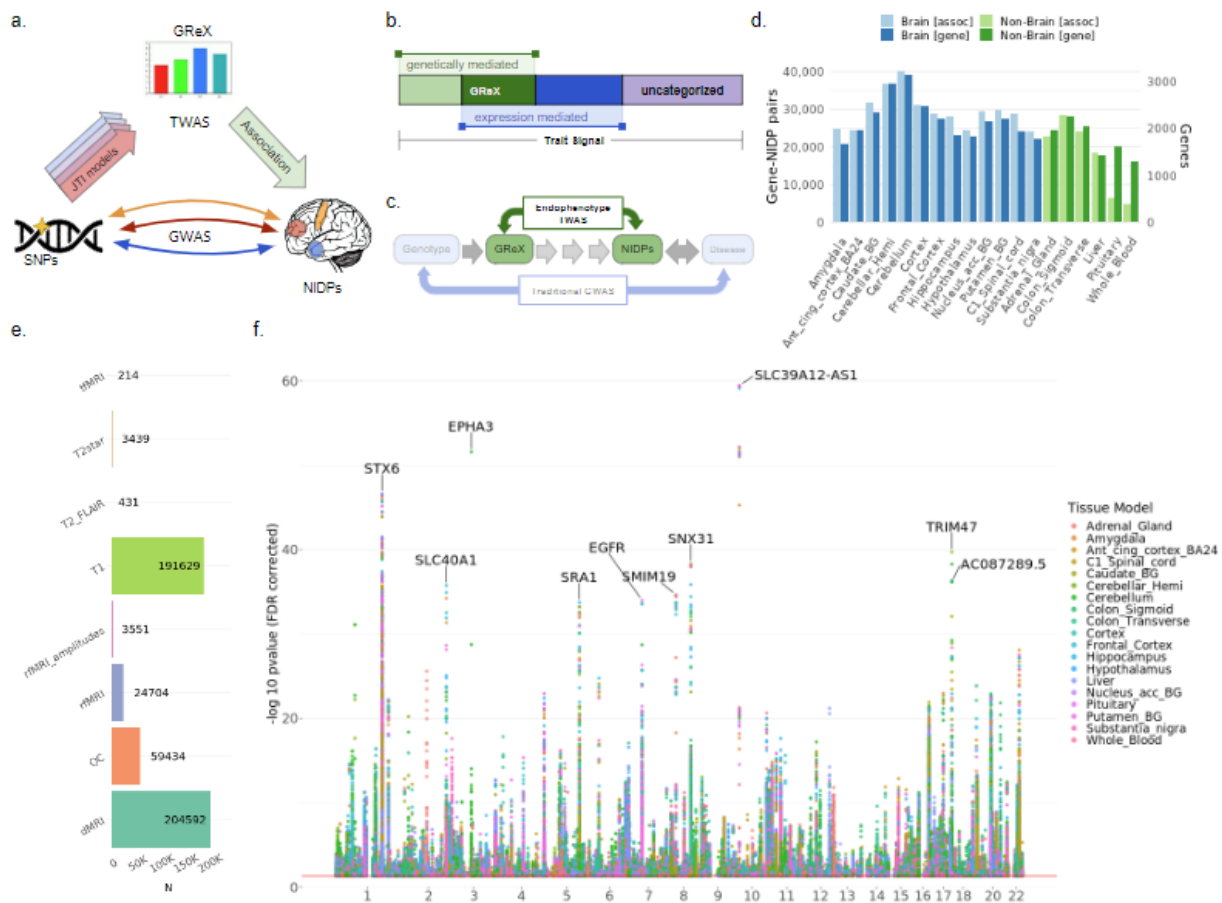 a.
GReX
TWAS
JTI models
Association
GWAS
SNPs
NIDPs
b.
genetically mediated
GReX
uncategorized
expression mediated
Trait Signal
c.
Endophenotype
TWAS
Genotype
GReX
NIDPs
Disease
Traditional GWAS
d.
Brain [assoc]
Brain [gene]
Non-Brain [assoc]
Non-Brain [gene]
Gene-NIDP pairs
40,000
30,000
20,000
10,000
0
Genes
3000
2000
1000
0
Amygdala
Ant_cing_cortex_BA24
Caudate_BG
Cerebellar_Hemi
Cerebellum
Cortex
Frontal_Cortex
Hippocampus
Hypothalamus
Nucleus_acc_BG
Putamen_BG
C1_Spinal_cord
Substantia_nigra
Adrenal_Gland
Colon_Sigmoid
Colon_Transverse
Liver
Pituitary
Whole_Blood
e.
tfMRI
214
T2star
3439
T2_FLAIR
431
T1
191629
rfMRI_amplitudes
3551
rfMRI
24704
QC
59434
dMRI
204592
0
50K
100K
150K
200K
N
f.
-log 10 pvalue (FDR corrected)
60
40
20
0
SLC39A12-AS1
EPHA3
STX6
SLC40A1
SRA1
EGFR
SMIM19
SNX31
TRIM47
AC087289.5
1
2
3
4
5
6
7
8
9
10
11
12
13
14
15
16
17
18
20
22
Tissue Model
Adrenal_Gland
Amygdala
Ant_cing_cortex_BA24
C1_Spinal_cord
Caudate_BG
Cerebellar_Hemi
Cerebellum
Colon_Sigmoid
Colon_Transverse
Cortex
Frontal_Cortex
Hippocampus
Hypothalamus
Liver
Nucleus_acc_BG
Pituitary
Putamen_BG
Substantia_nigra
Whole_Blood